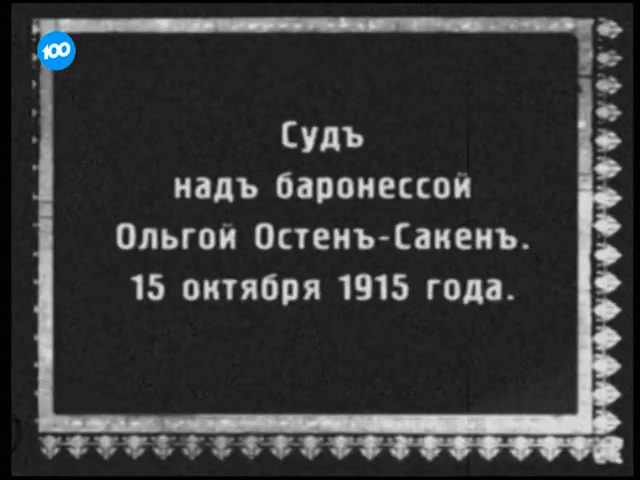 100
Судъ
надъ баронессой
Ольгой Остенъ-Сакенъ.
15 октября 1915 года.